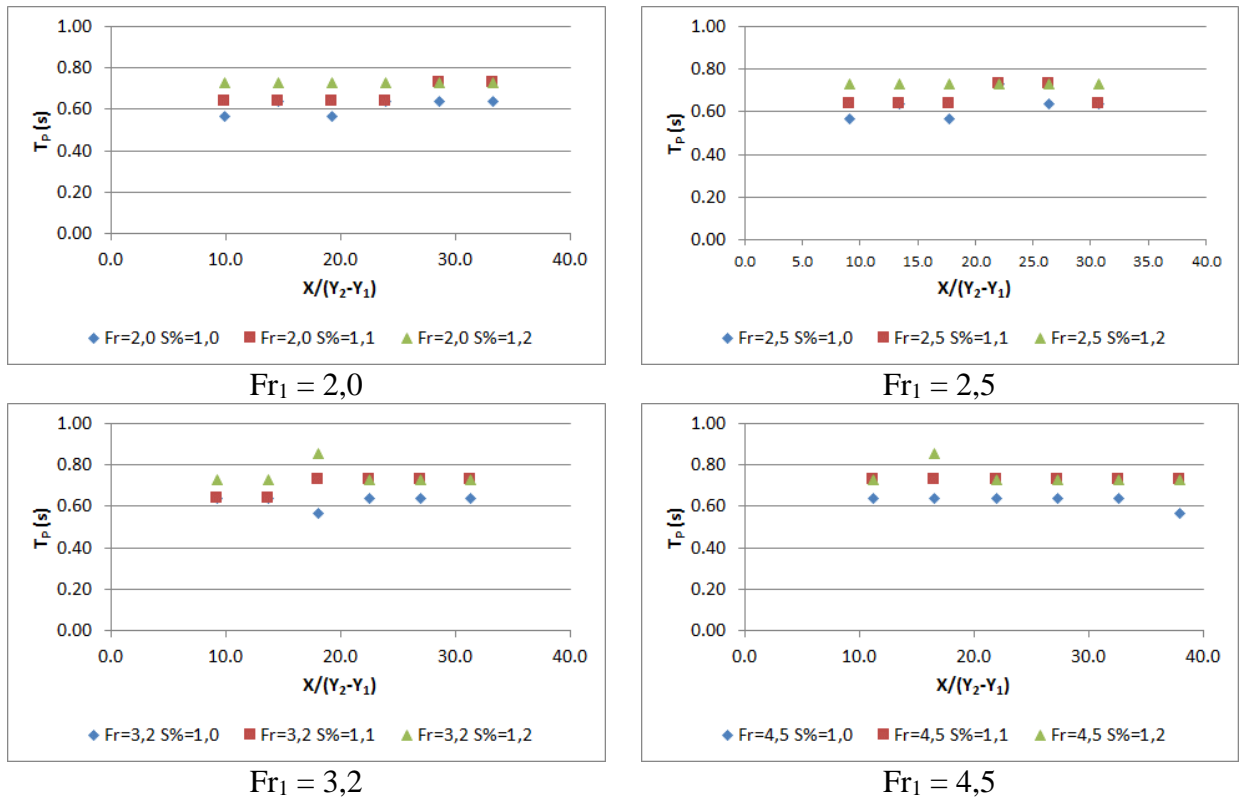 1.00
0.80
0.60
0.40
0.20
0.00
T_P (s)
0.0 10.0 20.0 30.0 40.0
X/(Y₂-Y₁)
Fr=2,0 S%=1,0 Fr=2,0 S%=1,1 Fr=2,0 S%=1,2
Fr₁ = 2,0
1.00
0.80
0.60
0.40
0.20
0.00
T_P (s)
0.0 5.0 10.0 15.0 20.0 25.0 30.0 35.0 40.0
X/(Y₂-Y₁)
Fr=2,5 S%=1,0 Fr=2,5 S%=1,1 Fr=2,5 S%=1,2
Fr₁ = 2,5
1.00
0.80
0.60
0.40
0.20
0.00
T_P (s)
0.0 10.0 20.0 30.0 40.0
X/(Y₂-Y₁)
Fr=3,2 S%=1,0 Fr=3,2 S%=1,1 Fr=3,2 S%=1,2
Fr₁ = 3,2
1.00
0.80
0.60
0.40
0.20
0.00
T_P (s)
0.0 10.0 20.0 30.0 40.0
X/(Y₂-Y₁)
Fr=4,5 S%=1,0 Fr=4,5 S%=1,1 Fr=4,5 S%=1,2
Fr₁ = 4,5